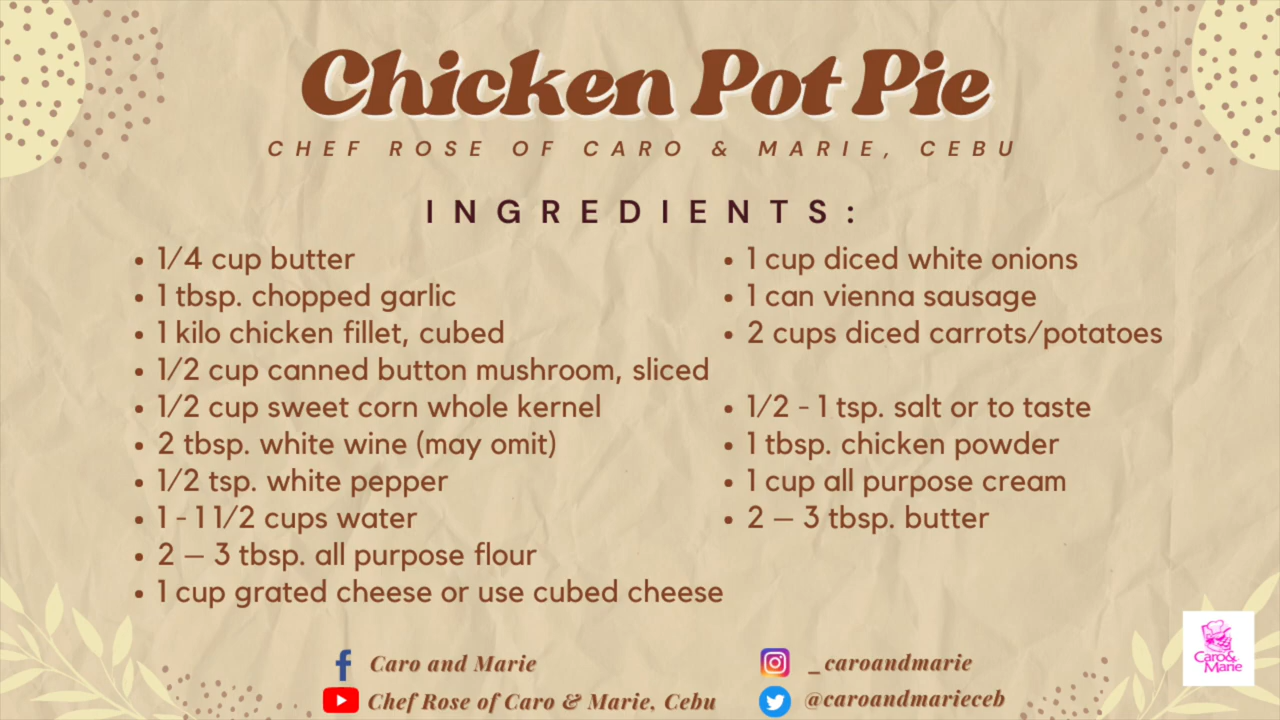 Chicken Pot Pie
CHEF ROSE OF CARO & MARIE, CEBU
INGREDIENTS:
• 1/4 cup butter
• 1 tbsp. chopped garlic
• 1 kilo chicken fillet, cubed
• 1/2 cup canned button mushroom, sliced
• 1/2 cup sweet corn whole kernel
• 2 tbsp. white wine (may omit)
• 1/2 tsp. white pepper
• 1 - 1 1/2 cups water
• 2 – 3 tbsp. all purpose flour
• 1 cup grated cheese or use cubed cheese
• 1 cup diced white onions
• 1 can vienna sausage
• 2 cups diced carrots/potatoes
• 1/2 - 1 tsp. salt or to taste
• 1 tbsp. chicken powder
• 1 cup all purpose cream
• 2 – 3 tbsp. butter
Caro and Marie
Chef Rose of Caro & Marie, Cebu
_caroandmarie
@caroandmarieceb
Caro&
Marie